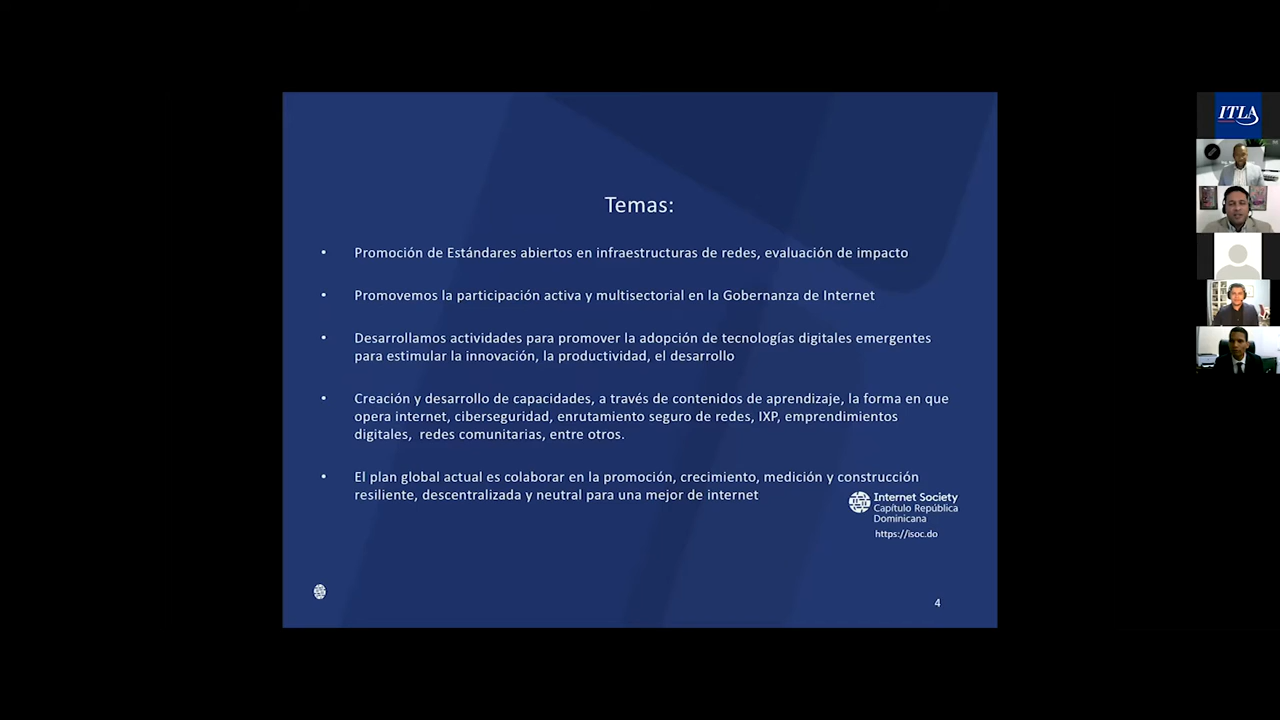 Temas:
• Promoción de Estándares abiertos en infraestructuras de redes, evaluación de impacto
• Promovemos la participación activa y multisectorial en la Gobernanza de Internet
• Desarrollamos actividades para promover la adopción de tecnologías digitales emergentes
para estimular la innovación, la productividad, el desarrollo
• Creación y desarrollo de capacidades, a través de contenidos de aprendizaje, la forma en que
opera internet, ciberseguridad, enrutamiento seguro de redes, IXP, emprendimientos
digitales, redes comunitarias, entre otros.
• El plan global actual es colaborar en la promoción, crecimiento, medición y construcción
resiliente, descentralizada y neutral para una mejor de internet
Internet Society
Capítulo República
Dominicana
https://isoc.do
4
ITLA